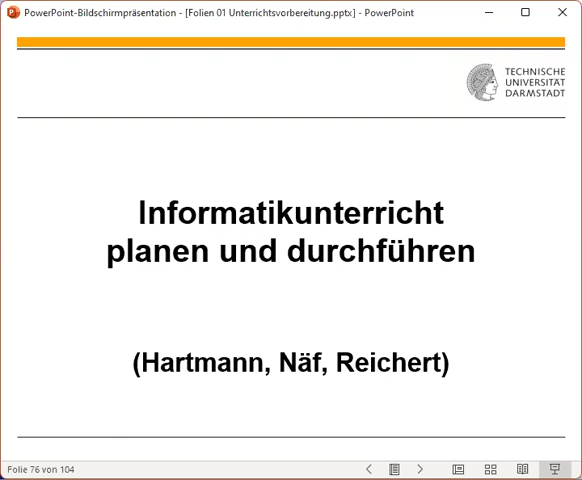 PowerPoint-Bildschirmpräsentation - [Folien 01 Unterrichtsvorbereitung.pptx] - PowerPoint
TECHNISCHE
UNIVERSITÄT
DARMSTADT
Informatikunterricht
planen und durchführen
(Hartmann, Näf, Reichert)
Folie 76 von 104